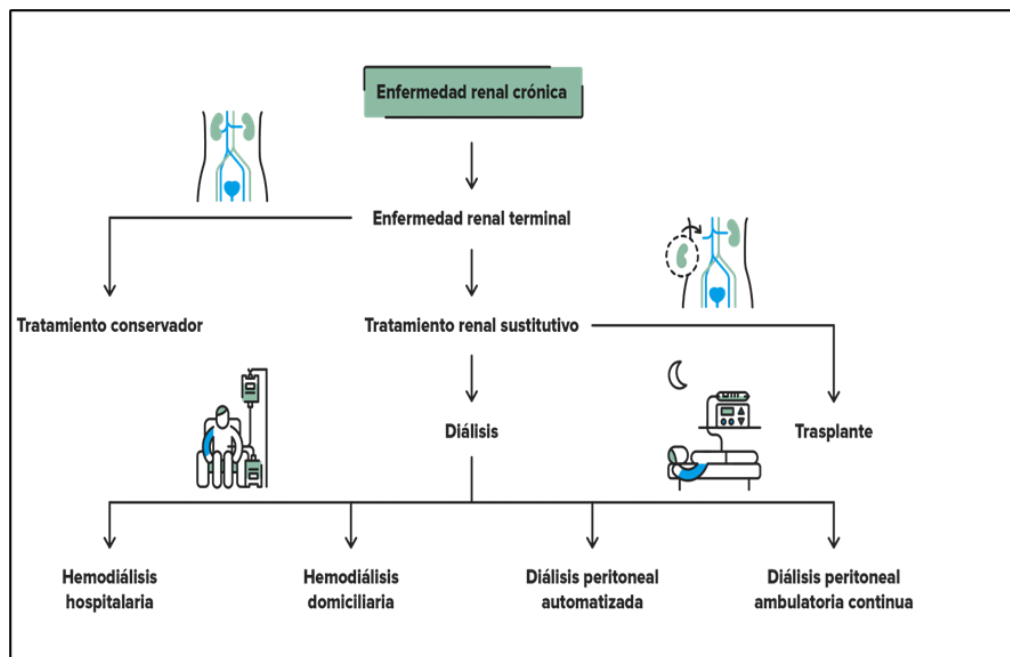 Enfermedad renal crónica
Enfermedad renal terminal
Tratamiento conservador
Tratamiento renal sustitutivo
Diálisis
Trasplante
Hemodiálisis
hospitalaria
Hemodiálisis
domiciliaria
Diálisis peritoneal
automatizada
Diálisis peritoneal
ambulatoria continua